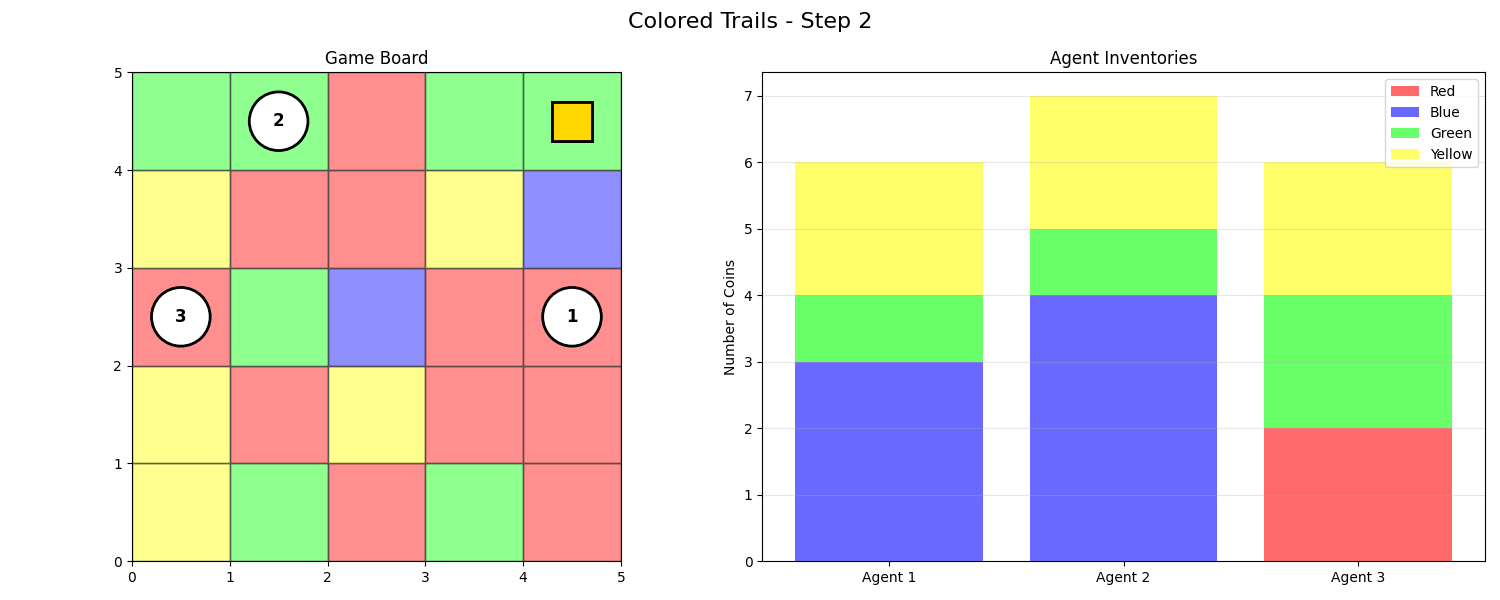 Colored Trails - Step 2
Game Board
5
4
3
2
1
0
0 1 2 3 4 5
2
3
1
Agent Inventories
Number of Coins
7
6
5
4
3
2
1
0
Agent 1 Agent 2 Agent 3
Red
Blue
Green
Yellow